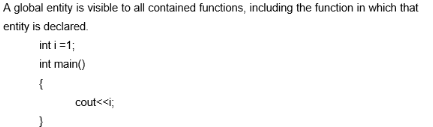 A global entity is visible to all contained functions, including the function in which that
entity is declared.
int i =1;
int main()
{
cout<<i;
}